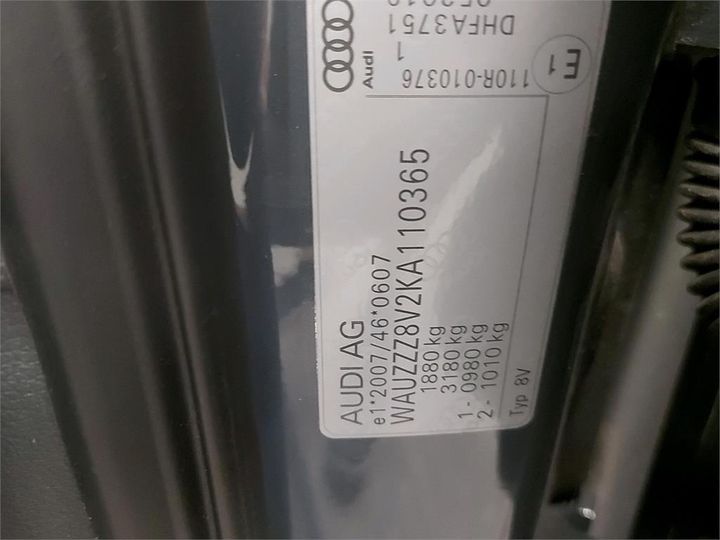 AUDI AG
e1*2007/46*0607
WAUZZZ8V2KA110365
1880 kg
3180 kg
1- 0980 kg
2- 1010 kg
Typ 8V
Audi
E1
110R-010376
1
DHFA3751